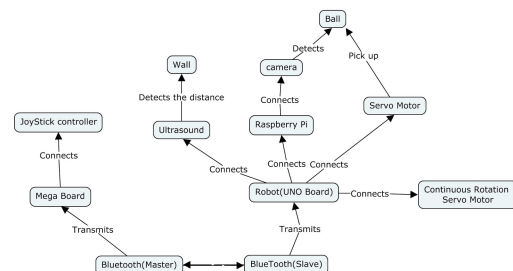 Ball
Detects
Wall
camera
Pick up
Detects the distance
Connects
Servo Motor
JoyStick controller
Ultrasound
Raspberry Pi
Connects
Connects
Connects
Connects
Mega Board
Robot(UNO Board)
Connects
Continuous Rotation
Servo Motor
Transmits
Transmits
Bluetooth(Master)
BlueTooth(Slave)